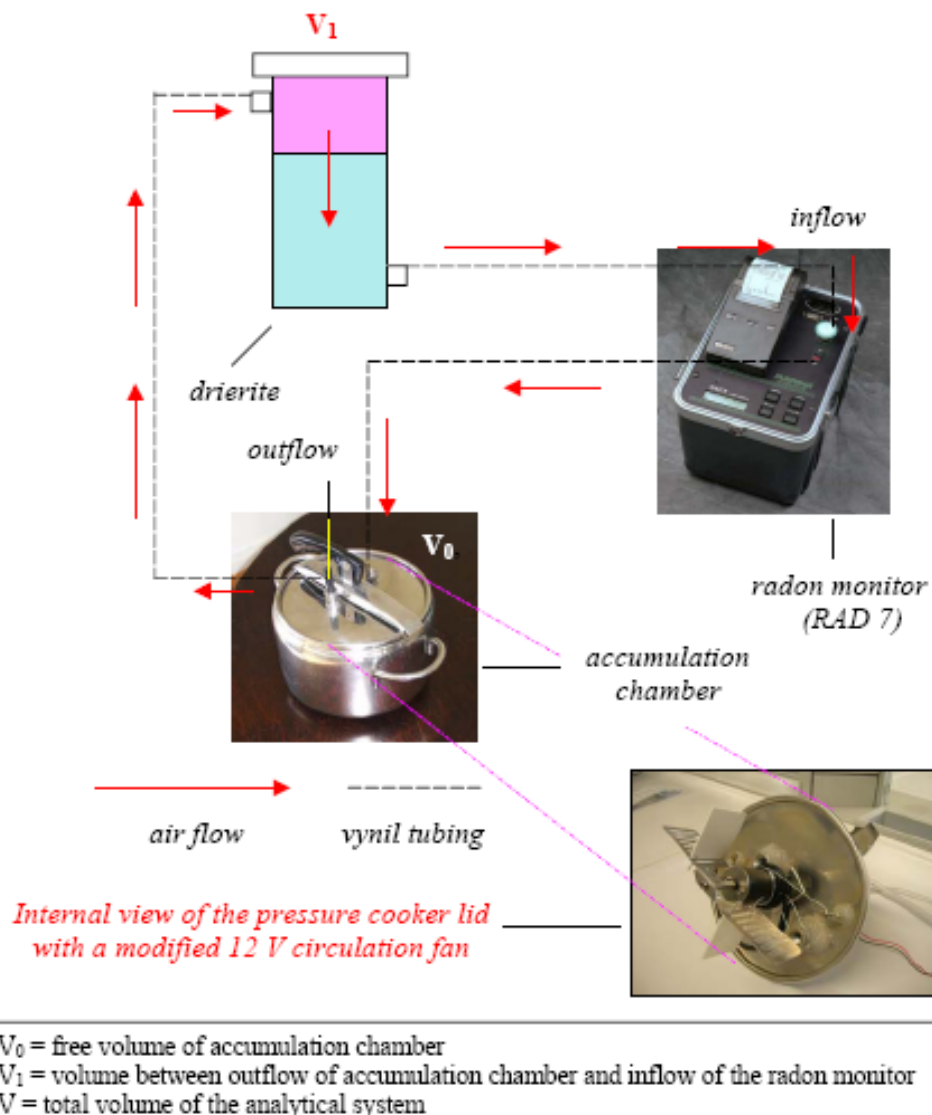 V1
inflow
drierite
outflow
V0
radon monitor
(RAD 7)
accumulation
chamber
air flow
vynil tubing
Internal view of the pressure cooker lid
with a modified 12 V circulation fan
V0 = free volume of accumulation chamber
V1 = volume between outflow of accumulation chamber and inflow of the radon monitor
V = total volume of the analytical system